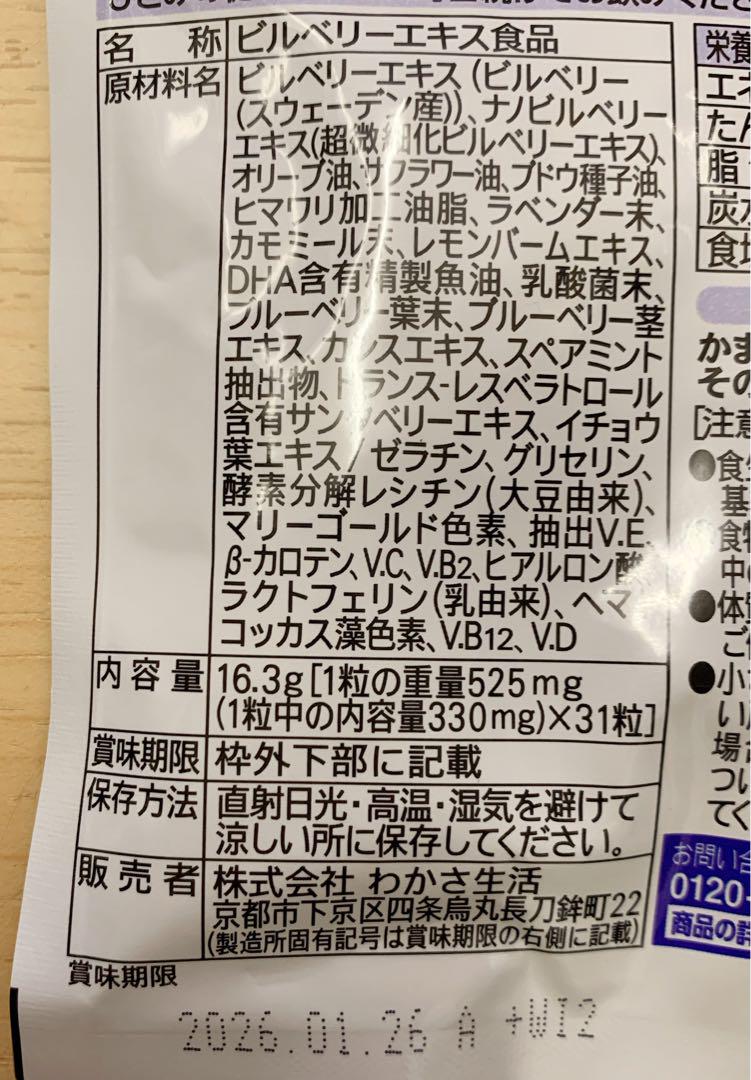 名称 ビルベリーエキス食品
原材料名 ビルベリーエキス(ビルベリー
(スウェーデン産))、ナノビルベリー
エキス(超微細化ビルベリーエキス)、
オリーブ油、サフラワー油、ブドウ種子油、
ヒマワリ加工油脂、ラベンダー末、
カモミール末、レモンバームエキス、
DHA含有精製魚油、乳酸菌末、
ブルーベリー葉末、ブルーベリー茎
エキス、カシスエキス、スペアミント
抽出物、トランス-レスベラトロール
含有サンタベリーエキス、イチョウ
葉エキス/ゼラチン、グリセリン、
酵素分解レシチン(大豆由来)、
マリーゴールド色素、抽出V.E、
β-カロテン、V.C、V.B2、ヒアルロン酸、
ラクトフェリン(乳由来)、ヘマト
コッカス藻色素、V.B12、V.D
内容量 16.3g[1粒の重量525mg
(1粒中の内容量330mg)×31粒]
賞味期限 枠外下部に記載
保存方法 直射日光・高温・湿気を避けて
涼しい所に保存してください。
販売者 株式会社 わかさ生活
京都市下京区四条烏丸長刀鉾町22
(製造所固有記号は賞味期限の右側に記載)
賞味期限
2026.01.26 A +WI2
栄養
エネ
たん
脂
炭水
食塩
かま
その
[注意
●食生
基
●食物
中の
●体質
ご
●小
い
場合
つい
てく
お問い合
0120-
商品の詳